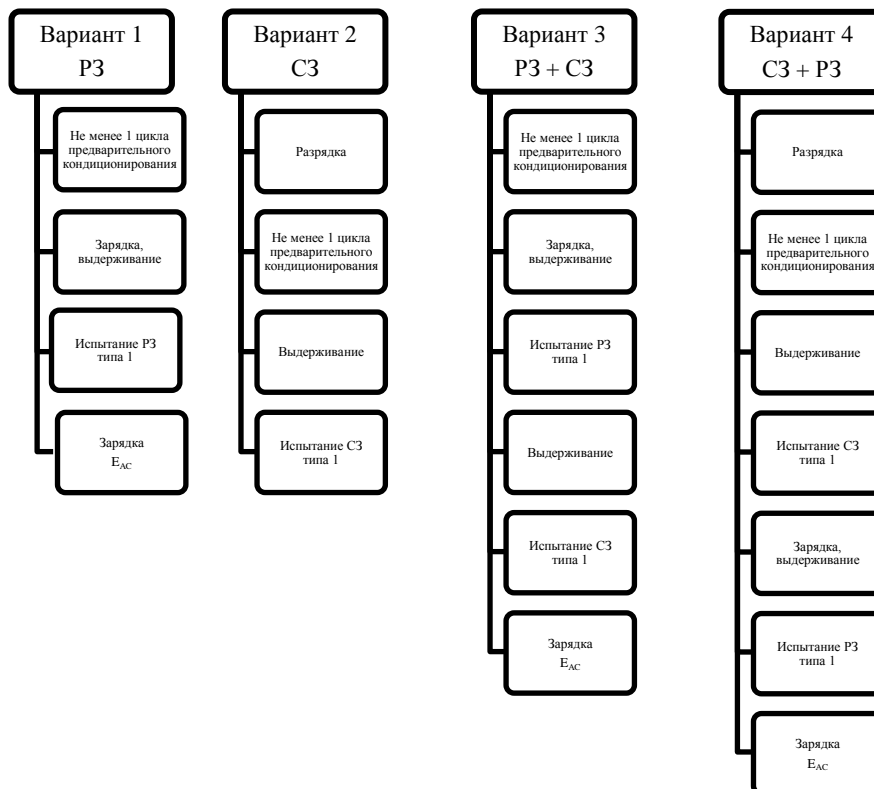 Вариант 1
РЗ
Не менее 1 цикла
предварительного
кондиционирования
Зарядка,
выдерживание
Испытание РЗ
типа 1
Зарядка
EAC
Вариант 2
СЗ
Разрядка
Не менее 1 цикла
предварительного
кондиционирования
Выдерживание
Испытание СЗ
типа 1
Вариант 3
РЗ + СЗ
Не менее 1 цикла
предварительного
кондиционирования
Зарядка,
выдерживание
Испытание РЗ
типа 1
Выдерживание
Испытание СЗ
типа 1
Зарядка
EAC
Вариант 4
СЗ + РЗ
Разрядка
Не менее 1 цикла
предварительного
кондиционирования
Выдерживание
Испытание СЗ
типа 1
Зарядка,
выдерживание
Испытание РЗ
типа 1
Зарядка
EAC